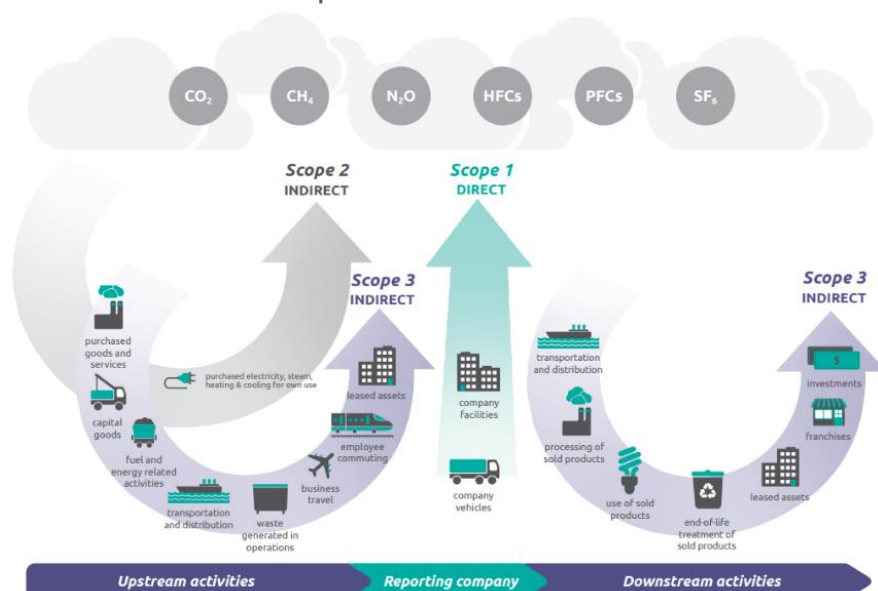 CO₂
CH₄
N₂O
HFCs
PFCs
SF₆
Scope 2
INDIRECT
Scope 1
DIRECT
Scope 3
INDIRECT
Scope 3
INDIRECT
purchased
goods and
services
capital
goods
fuel and
energy related
activities
transportation
and distribution
waste
generated in
operations
business
travel
employee
commuting
leased assets
purchased electricity, steam,
heating & cooling for own use
company
facilities
company
vehicles
transportation
and distribution
processing of
sold products
use of sold
products
end-of-life
treatment of
sold products
leased assets
franchises
investments
$
Upstream activities
Reporting company
Downstream activities